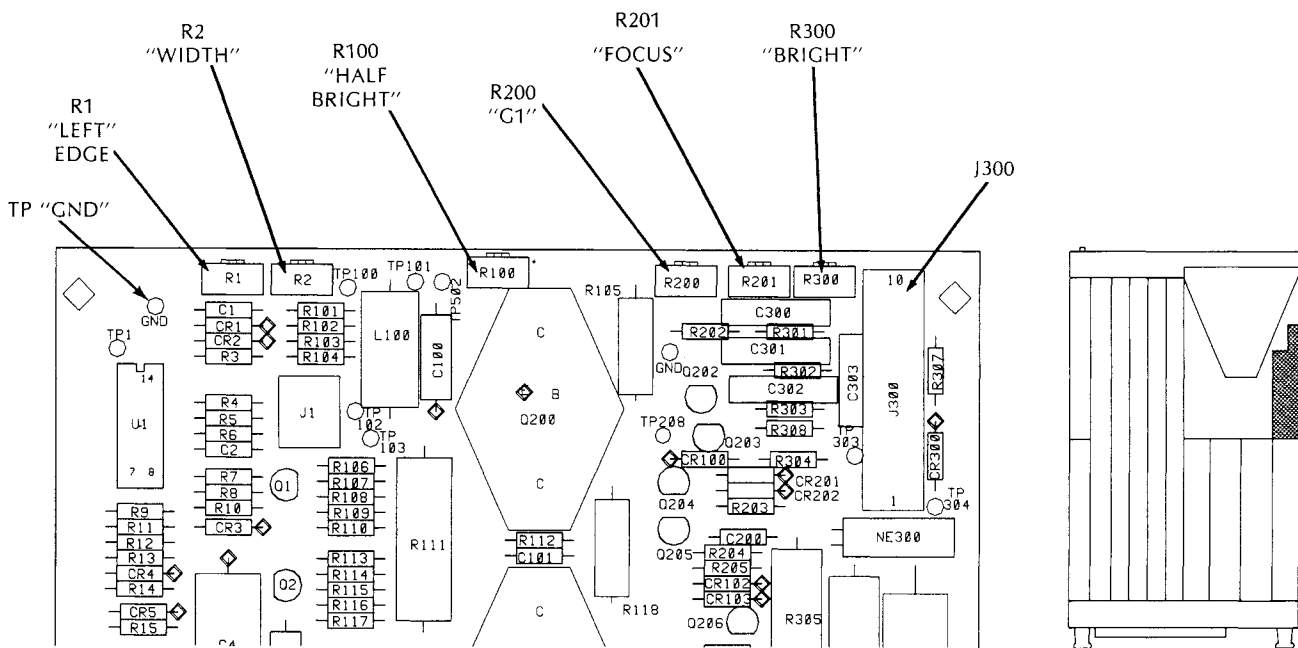 R1
"LEFT"
EDGE
TP "GND"
R2
"WIDTH"
R100
"HALF
BRIGHT"
R200
"G1"
R201
"FOCUS"
R300
"BRIGHT"
J300
R1
R2
TP100
TP101
TP502
R100
R105
R200
R201
R300
10
GND
TP1
C1
CR1
CR2
R3
R101
R102
R103
R104
L100
C100
C
B
Q200
C
GND
R202
C300
R301
C301
R302
C302
R303
R308
C303
J300
R307
CR300
Q202
Q203
TP208
TP
303
14
U1
7 8
R4
R5
R6
C2
J1
TP
102
TP
103
R7
R8
R10
CR3
Q1
R106
R107
R108
R109
R110
R111
CR100
R304
CR201
CR202
R203
Q204
Q205
1
TP
304
NE300
R9
R11
R12
R13
CR4
R14
CR5
R15
R112
C101
R113
R114
R115
R116
R117
Q2
C4
C
R118
C200
R204
R205
CR102
CR103
Q206
R305